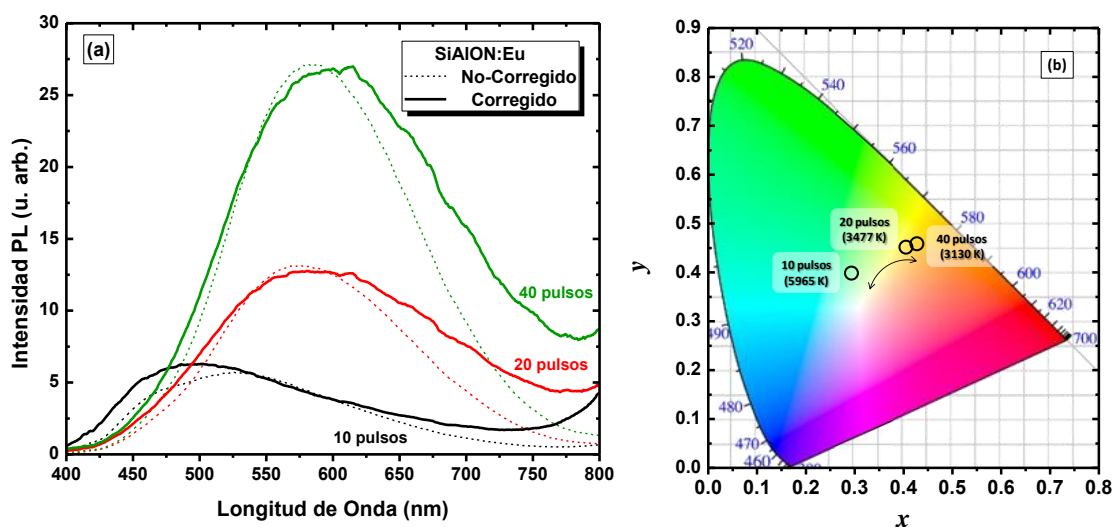 (a)
SiAlON:Eu
No-Corregido
Corregido
40 pulsos
20 pulsos
10 pulsos
Intensidad PL (u. arb.)
30
25
20
15
10
5
0
400
450
500
550
600
650
700
750
800
Longitud de Onda (nm)
(b)
0.9
0.8
0.7
0.6
0.5
0.4
0.3
0.2
0.1
0.0
y
520
540
560
580
600
620
700
490
480
470
460
20 pulsos
(3477 K)
40 pulsos
(3130 K)
10 pulsos
(5965 K)
0.0
0.1
0.2
0.3
0.4
0.5
0.6
0.7
0.8
x